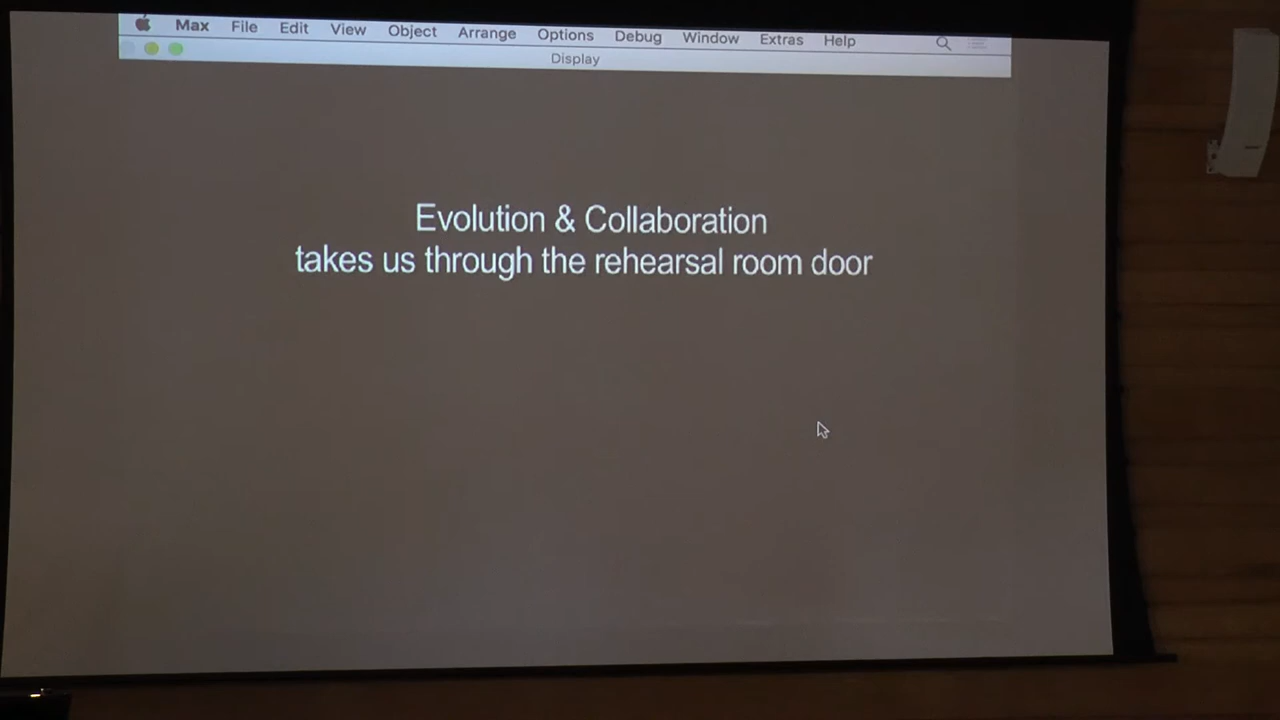 Max File Edit View Object Arrange Options Debug Window Extras Help
Display
Evolution & Collaboration
takes us through the rehearsal room door